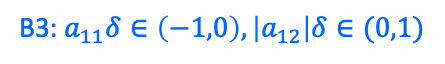 B3: a₁₁δ ∈ (−1,0), |a₁₂|δ ∈ (0,1)